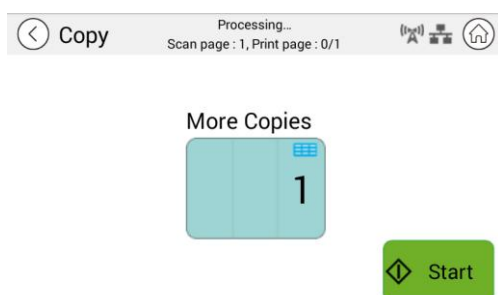 Copy
Processing...
Scan page : 1, Print page : 0/1
More Copies
1
Start